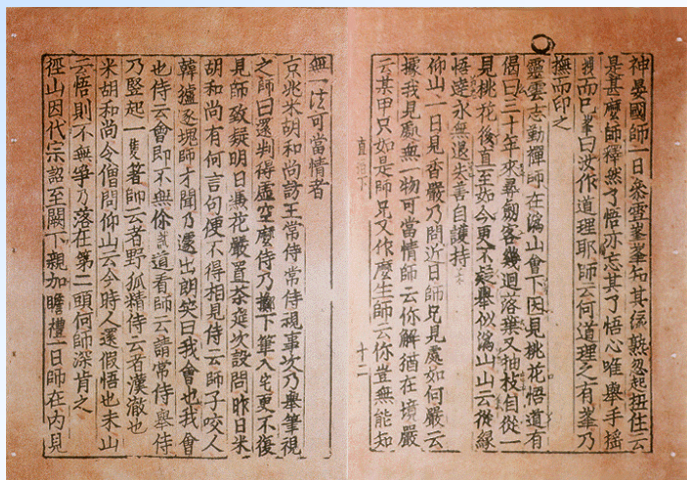 神晏國師一日叅雪峯峯知其緣熟忽起搊住云
是甚麽師釋然了悟亦忘其了悟心唯舉手搖
曳而已峯曰汝作道理耶師云何道理之有峯乃
撫而印之
靈雲志勤禪師在潙山會下因見桃花悟道有
偈曰三十年來尋劒客幾迴落葉又抽枝自從一
見桃花後直至如今更不疑舉似潙山山云從緣
悟達永無退失善自護持
仰山一日見香嚴乃問近日師兄見處如何嚴云
據我見處無一物可當情師云你解猶在境嚴
云某甲只如是師兄又作麽生師云你豈無能知
直指下 十二
無一法可當情者
京兆米胡和尚訪王常侍常侍視事次乃舉筆視
之師曰還判得虛空麽侍乃擲下筆入宅更不復
見師致疑明日憑花嚴置茶筵次設問昨日米
胡和尚有何言句便不得相見侍云師子咬人
韓獹逐塊師才聞乃遽出朗笑曰我會也我會
也侍云會即不無你試道看師云請常侍舉侍
乃竪起一隻著師云者野狐精侍云者漢徹也
米胡和尚令僧問仰山云今時人還假悟也未山
云悟則不無爭乃落在第二頭何師深肯之
徑山因代宗詔至闕下親加瞻禮一日師在內見